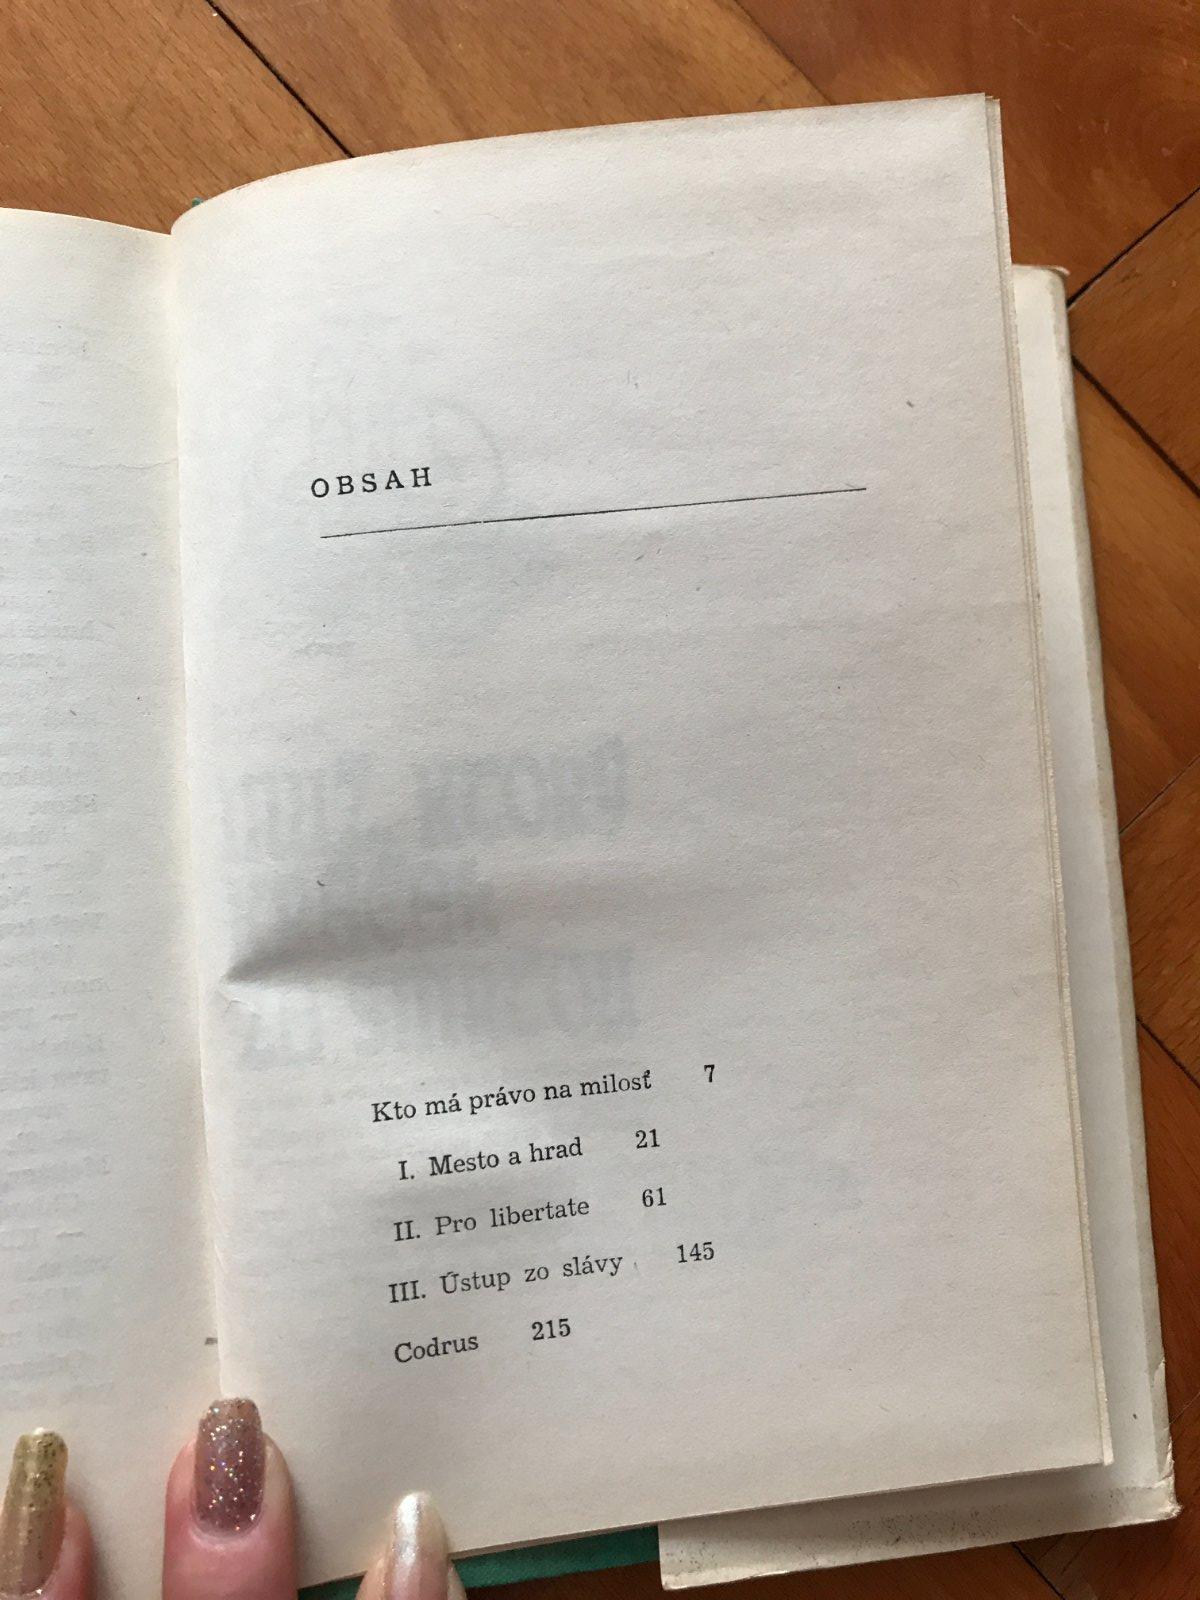 OBSAH
Kto má právo na milosť 7
I. Mesto a hrad 21
II. Pro libertate 61
III. Ústup zo slávy 145
Codrus 215